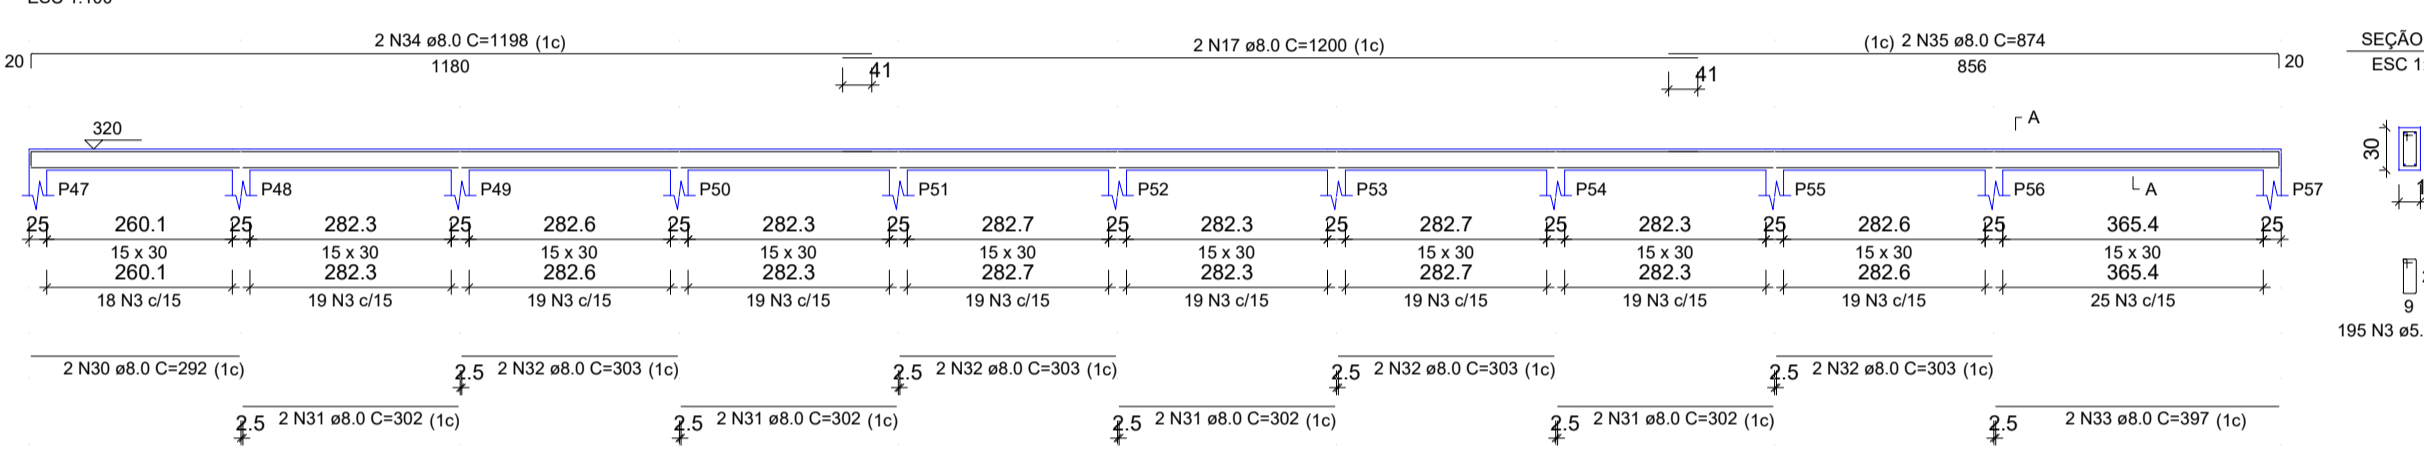 2 N34 ø8.0 C=1198 (1c)
2 N17 ø8.0 C=1200 (1c)
(1c) 2 N35 ø8.0 C=874
SEÇÃO
20
1180
41
41
856
20
ESC 1:
320
A
30
P47 P48 P49 P50 P51 P52 P53 P54 P55 P56 A P57
25 260.1 25 282.3 25 282.6 25 282.3 25 282.7 25 282.3 25 282.7 25 282.3 25 282.6 25 365.4 25
15 x 30 15 x 30 15 x 30 15 x 30 15 x 30 15 x 30 15 x 30 15 x 30 15 x 30 15 x 30
260.1 282.3 282.6 282.3 282.7 282.3 282.7 282.3 282.6 365.4
18 N3 c/15 19 N3 c/15 19 N3 c/15 19 N3 c/15 19 N3 c/15 19 N3 c/15 19 N3 c/15 19 N3 c/15 19 N3 c/15 25 N3 c/15
9
195 N3 ø5.
2 N30 ø8.0 C=292 (1c) 2.5 2 N32 ø8.0 C=303 (1c) 2.5 2 N32 ø8.0 C=303 (1c) 2.5 2 N32 ø8.0 C=303 (1c) 2.5 2 N32 ø8.0 C=303 (1c)
2.5 2 N31 ø8.0 C=302 (1c) 2.5 2 N31 ø8.0 C=302 (1c) 2.5 2 N31 ø8.0 C=302 (1c) 2.5 2 N31 ø8.0 C=302 (1c) 2.5 2 N33 ø8.0 C=397 (1c)